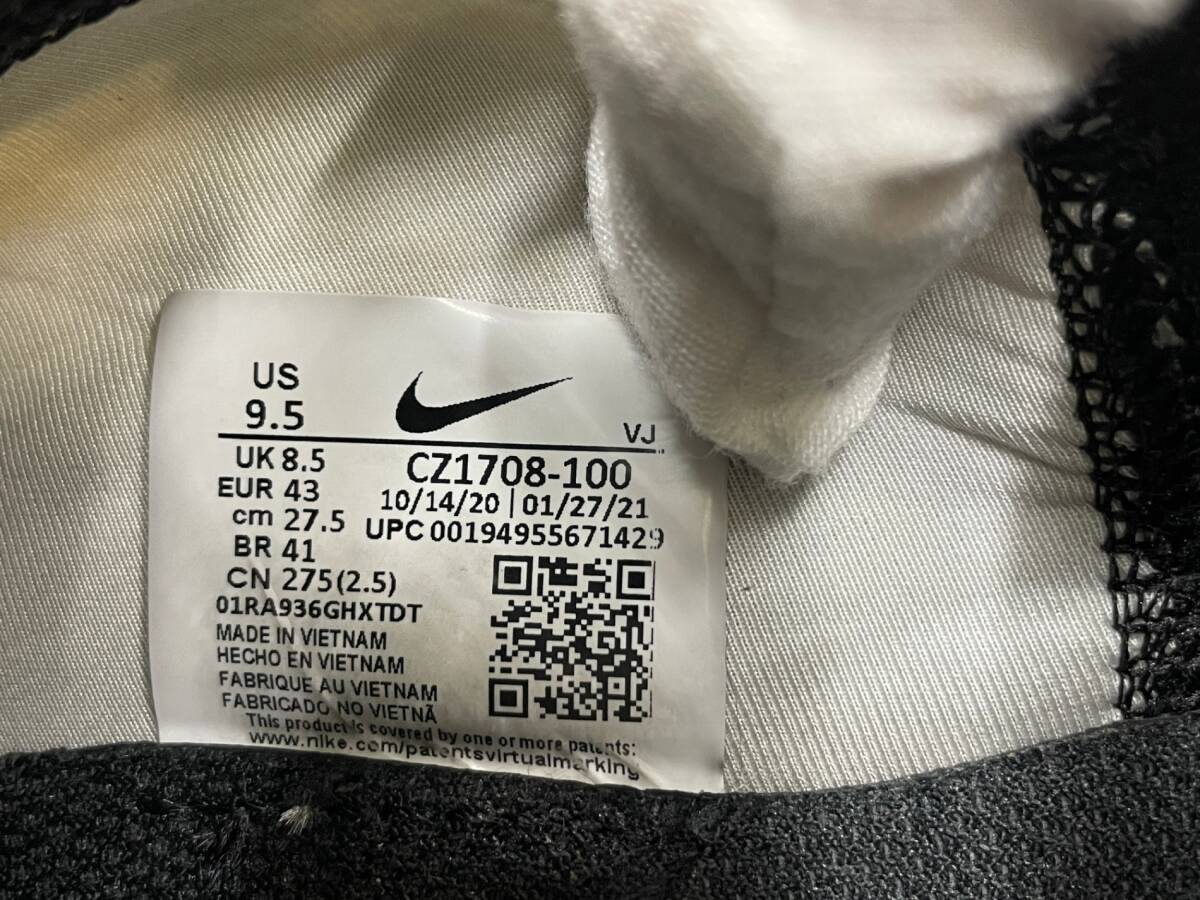 US
9.5
VJ
UK 8.5
EUR 43
cm 27.5
BR 41
CN 275(2.5)
CZ1708-100
10/14/20 | 01/27/21
UPC 00194955671429
01RA936GHXTDT
MADE IN VIETNAM
HECHO EN VIETNAM
FABRIQUE AU VIETNAM
FABRICADO NO VIETNÃ
This product is covered by one or more patents:
www.nike.com/patentsvirtualmarking